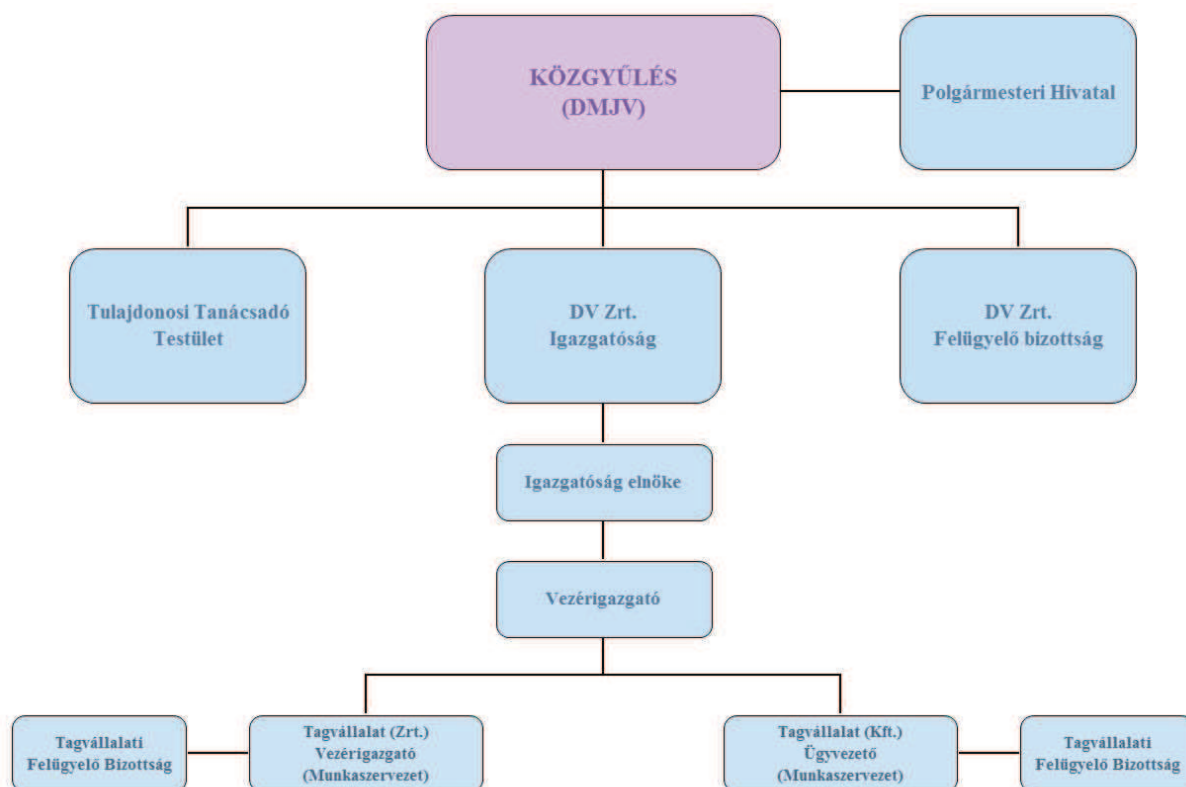 KÖZGYŰLÉS
(DMJV)
Polgármesteri Hivatal
Tulajdonosi Tanácsadó
Testület
DV Zrt.
Igazgatóság
DV Zrt.
Felügyelő bizottság
Igazgatóság elnöke
Vezérigazgató
Tagvállalati
Felügyelő Bizottság
Tagvállalat (Zrt.)
Vezérigazgató
(Munkaszervezet)
Tagvállalat (Kft.)
Ügyvezető
(Munkaszervezet)
Tagvállalati
Felügyelő Bizottság